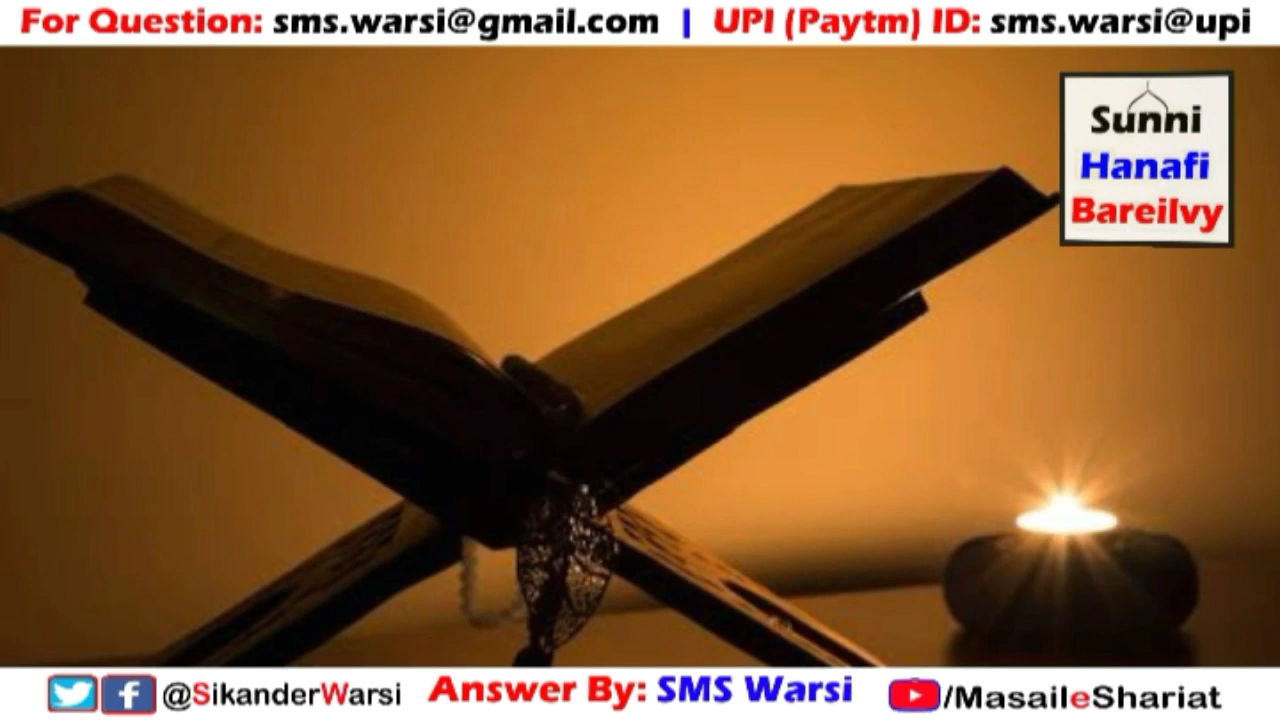 For Question: sms.warsi@gmail.com | UPI (Paytm) ID: sms.warsi@upi
Sunni
Hanafi
Bareilvy
@SikanderWarsi Answer By: SMS Warsi /MasaileShariat